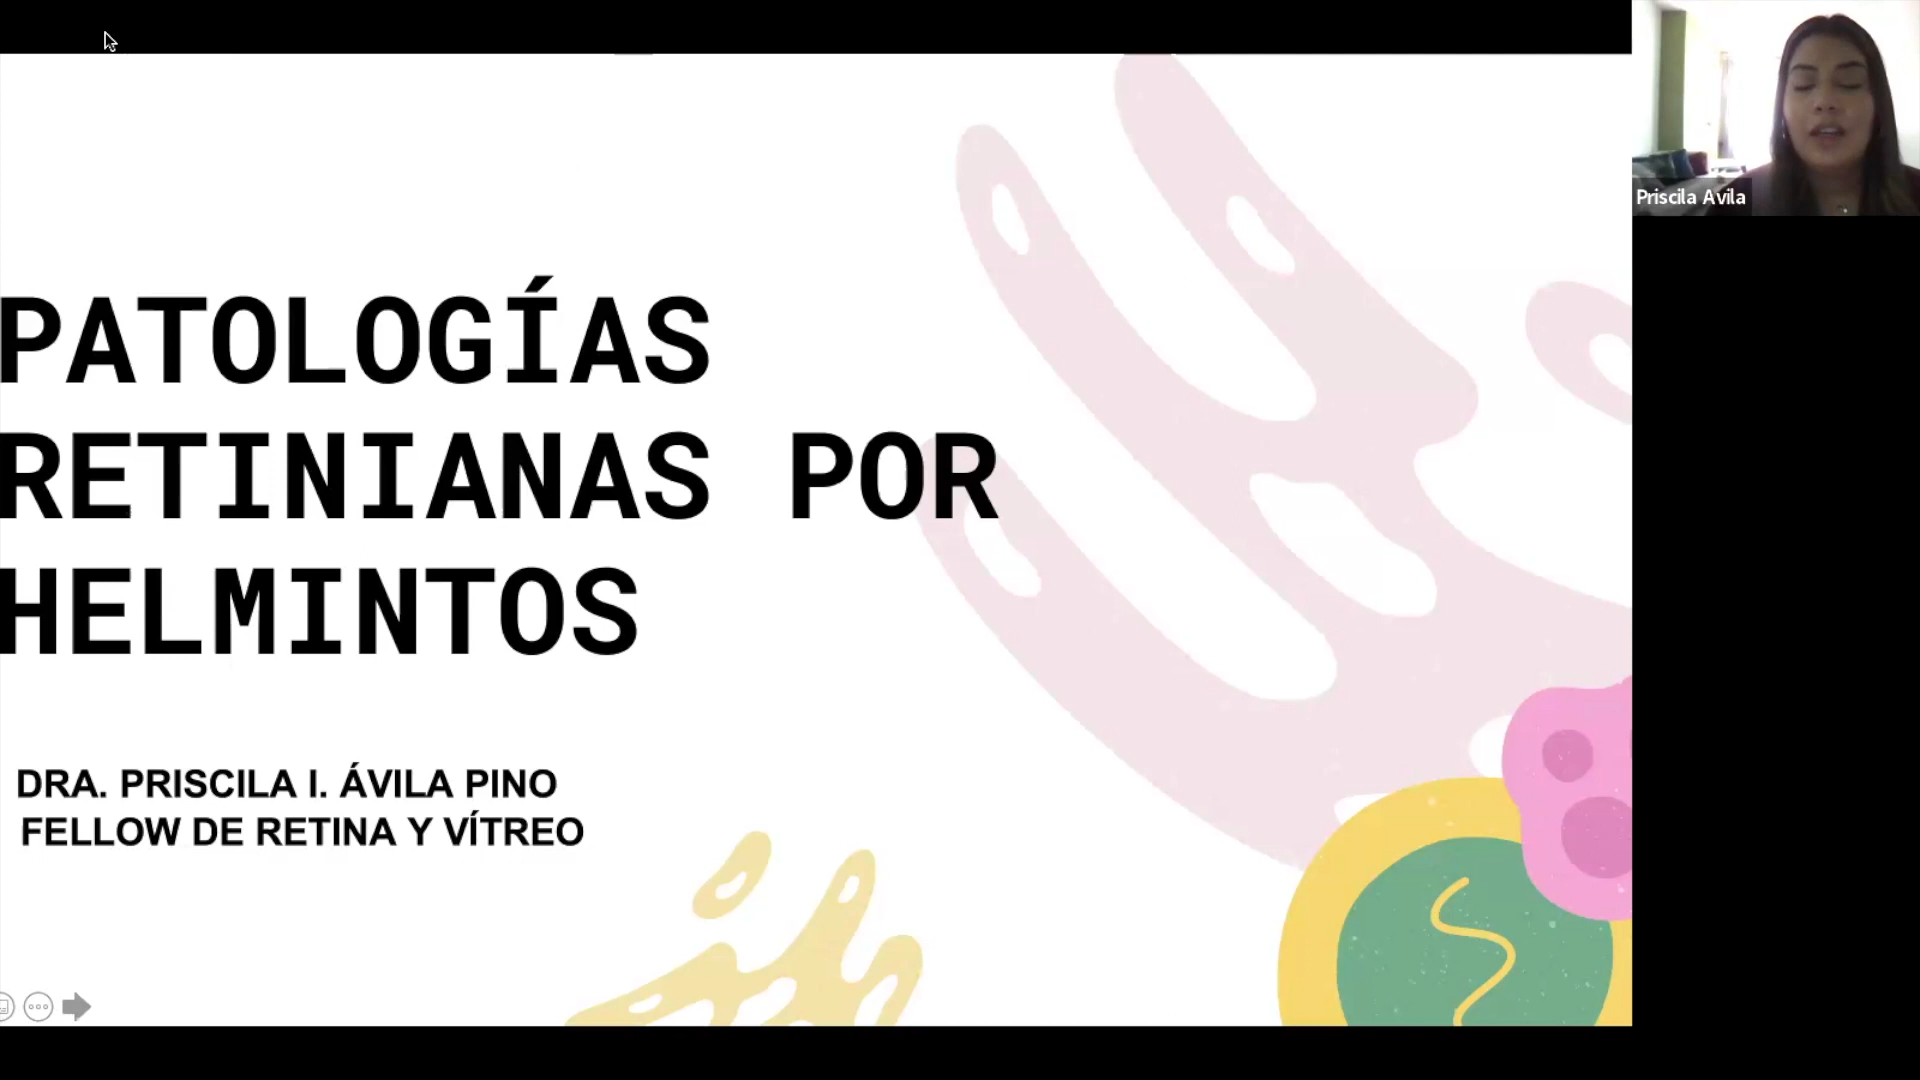 PATOLOGÍAS
RETINIANAS POR
HELMINTOS
DRA. PRISCILA I. ÁVILA PINO
FELLOW DE RETINA Y VÍTREO
Priscila Avila